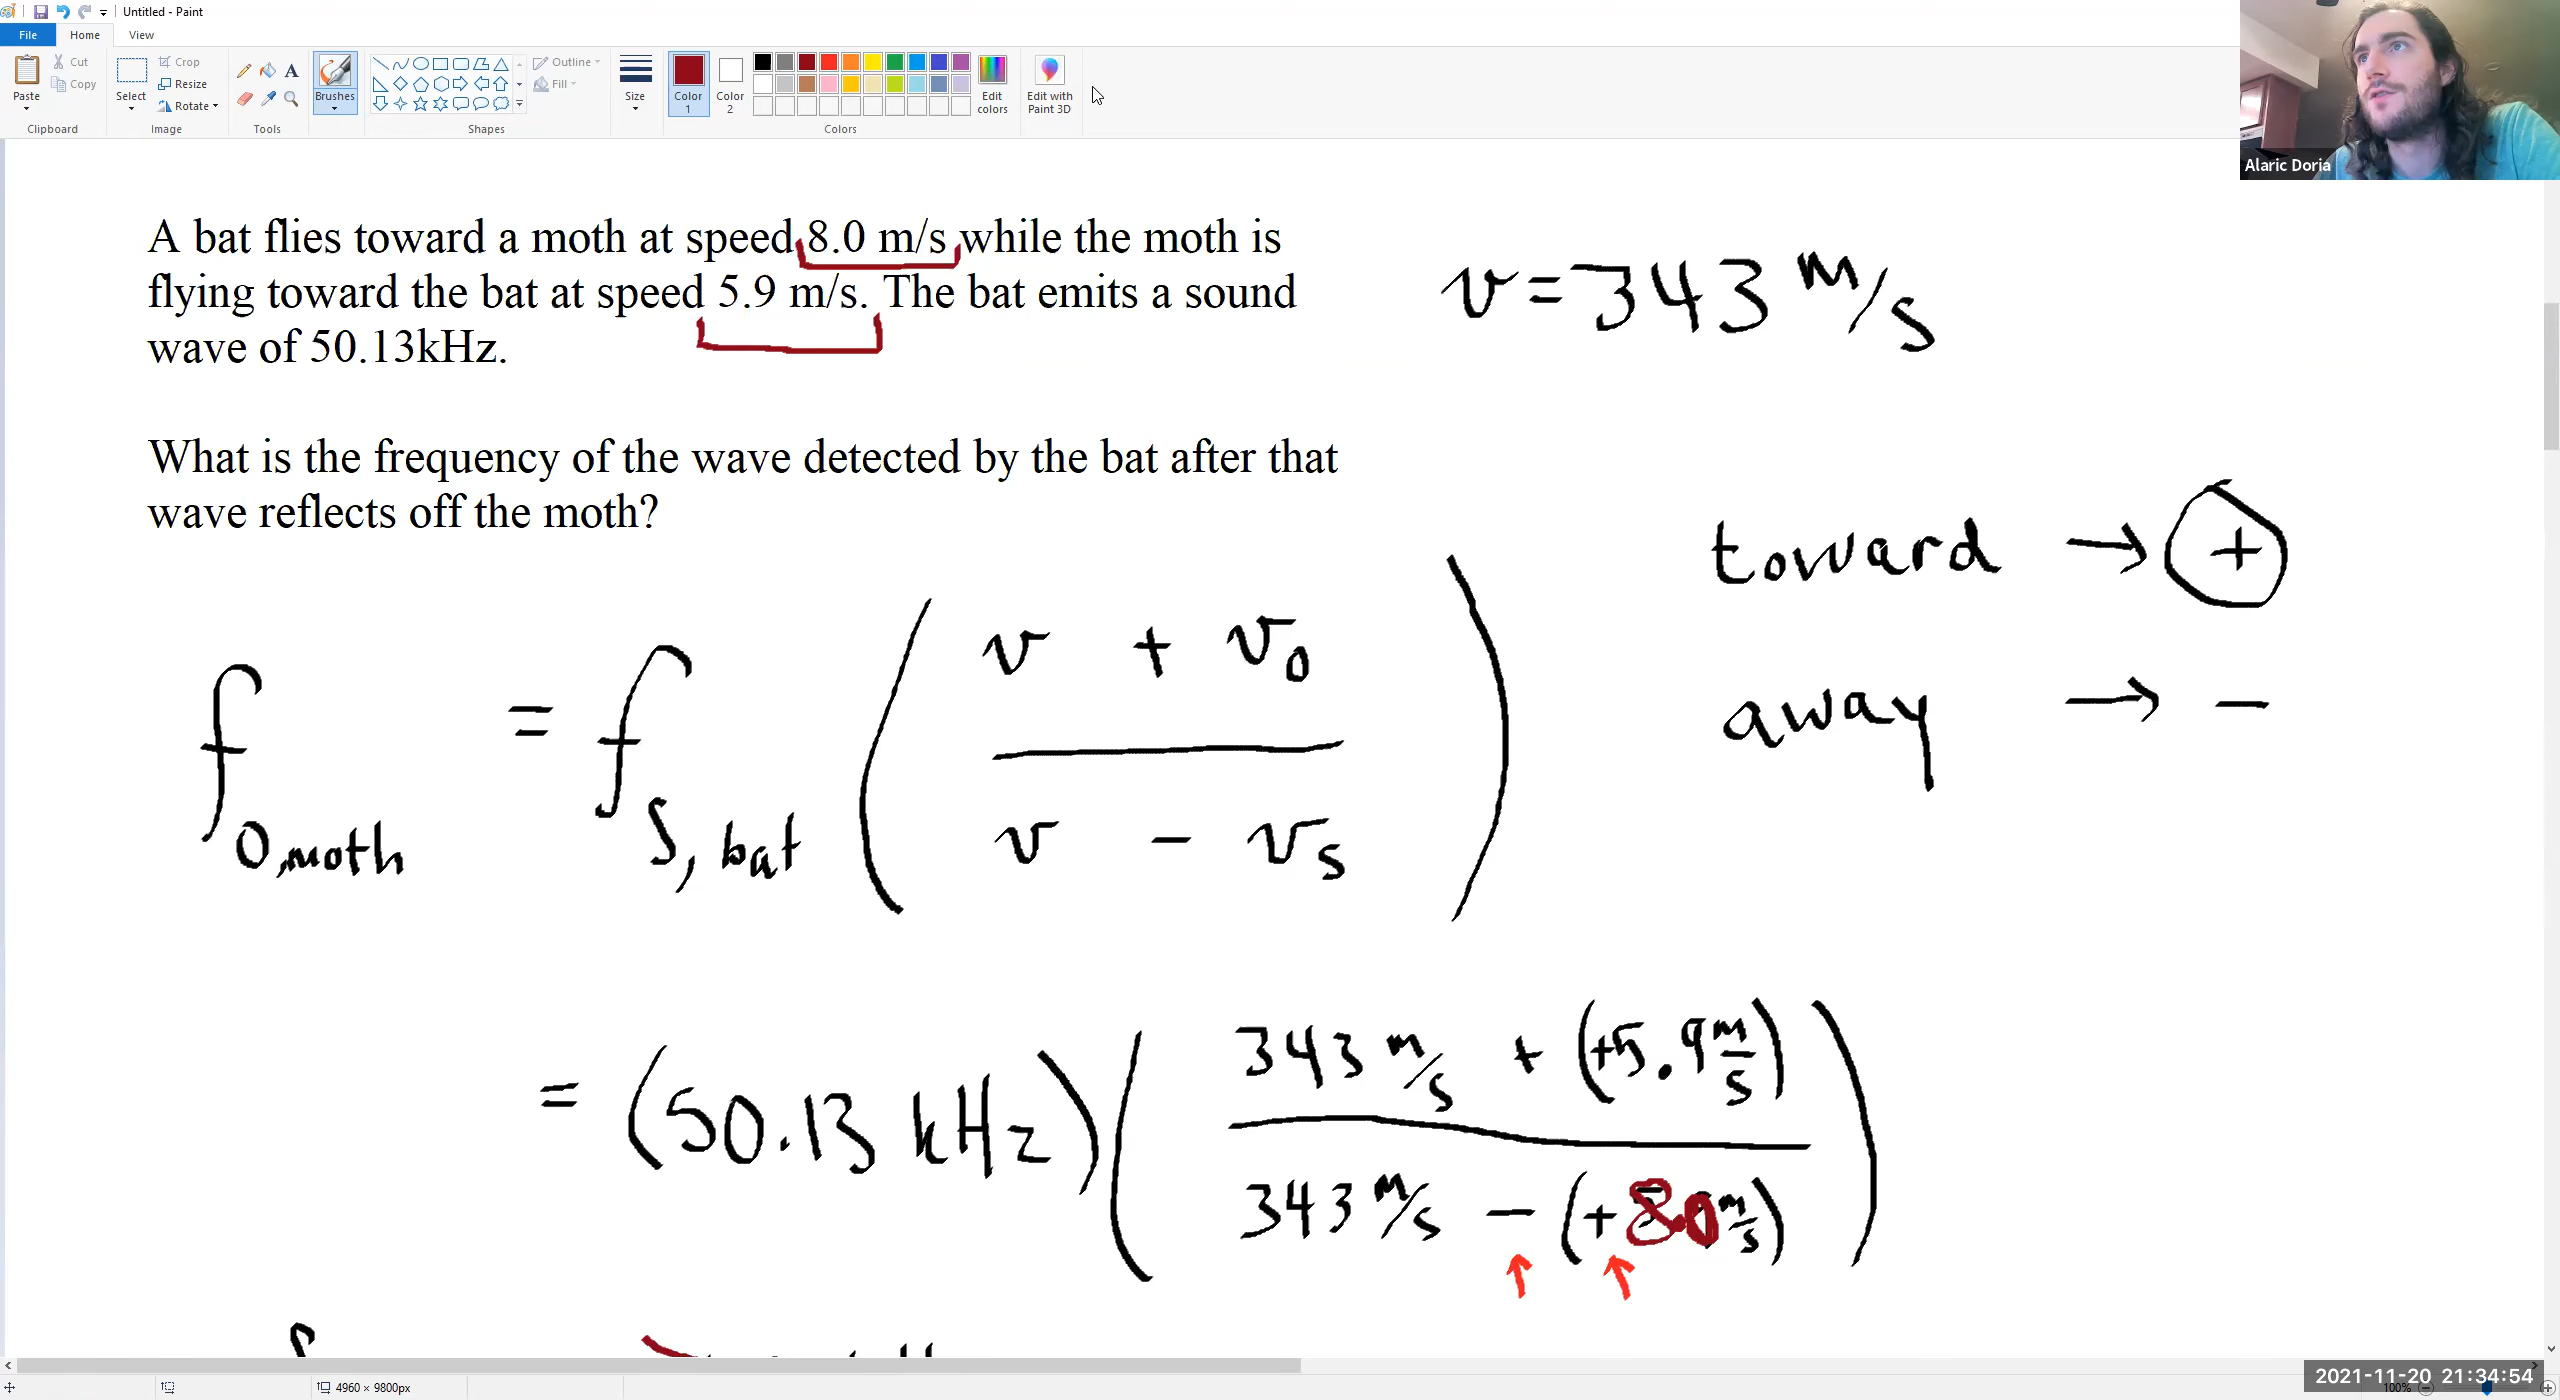 Untitled - Paint
File Home View
Paste Cut Copy Clipboard
Select Crop Resize Rotate Image
Tools
Brushes
Outline Fill Shapes
Size
Color 1 Color 2 Edit colors Colors
Edit with Paint 3D
Alaric Doria
A bat flies toward a moth at speed 8.0 m/s while the moth is
flying toward the bat at speed 5.9 m/s. The bat emits a sound
wave of 50.13kHz.
v = 343 m/s
What is the frequency of the wave detected by the bat after that
wave reflects off the moth?
toward → +
away → -
f O,moth = f S,bat ( v + vo / v - vs )
= (50.13 kHz) ( 343 m/s + (+5.9 m/s) / 343 m/s - (+8.0 m/s) )
4960 × 9800px
2021-11-20 21:34:54
100%